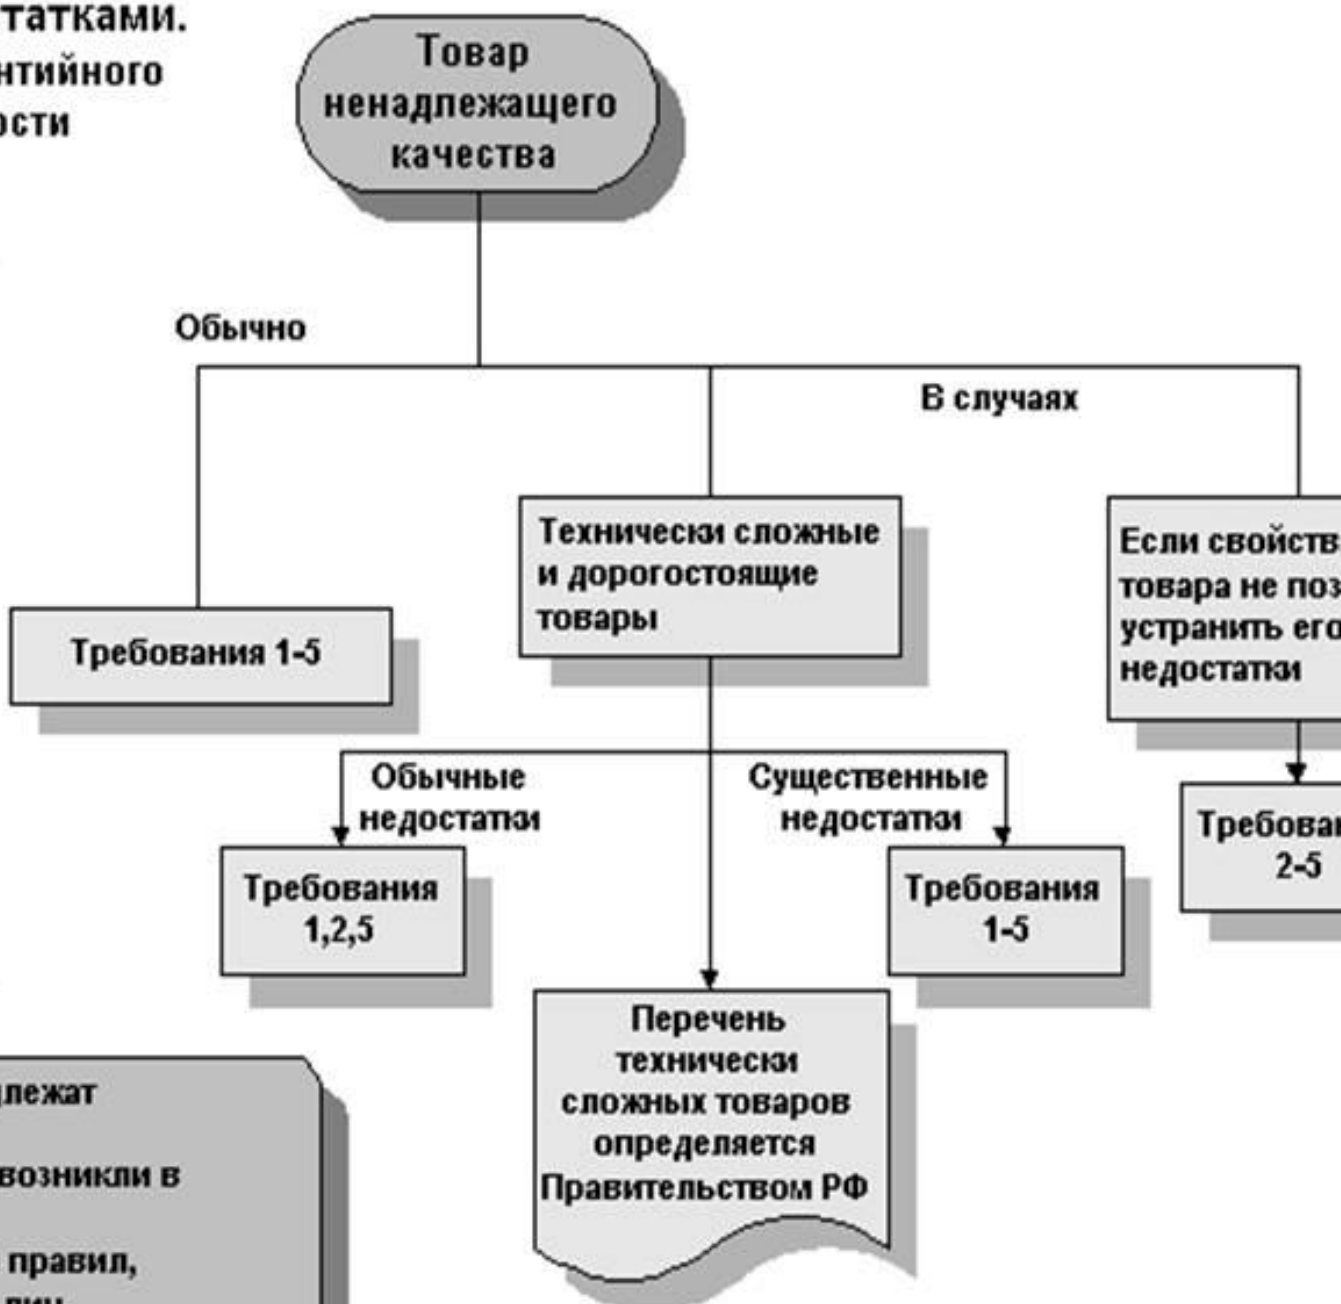 татками.
нтийного
ости
Товар
ненадлежащего
качества
Обычно
В случаях
Требования 1-5
Технически сложные
и дорогостоящие
товары
Если свойств
товара не поз
устранить его
недостатки
Обычные
недостатки
Существенные
недостатки
Требования
1,2,5
Требования
1-5
Требован
2-5
Перечень
технически
сложных товаров
определяется
Правительством РФ
длежат
возникли в
правил,